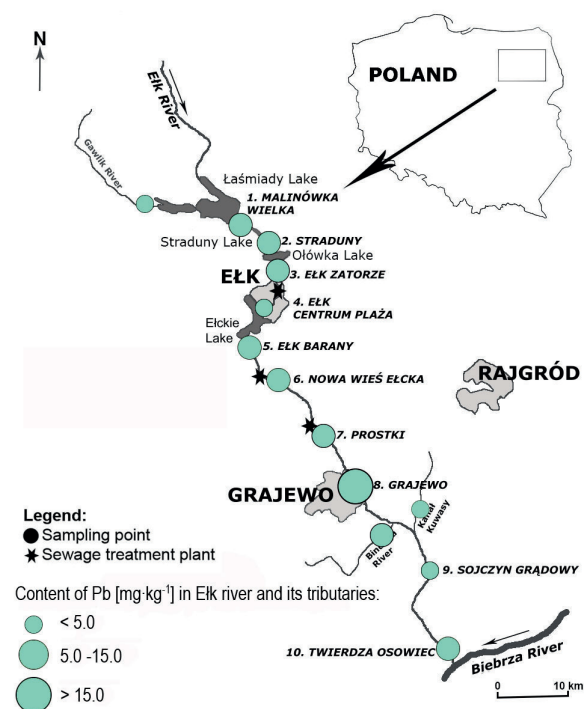 N
POLAND
Ełk River
Gawlik River
Łaśmiady Lake
1. MALINÓWKA
WIELKA
Straduny Lake
2. STRADUNY
Ołówka Lake
EŁK
3. EŁK ZATORZE
4. EŁK
CENTRUM PLAŻA
Ełckie
Lake
5. EŁK BARANY
6. NOWA WIEŚ EŁCKA
RAJGRÓD
7. PROSTKI
GRAJEWO
8. GRAJEWO
Kanał
Kuwasy
River
9. SOJCZYN GRĄDOWY
10. TWIERDZA OSOWIEC
Biebrza River
0 10 km
Legend:
Sampling point
Sewage treatment plant
Content of Pb [mg·kg⁻¹] in Ełk river and its tributaries:
< 5.0
5.0 -15.0
> 15.0